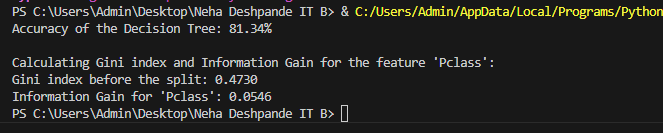 PS C:\Users\Admin\Desktop\Neha Deshpande IT B> & C:/Users/Admin/AppData/Local/Programs/Python
Accuracy of the Decision Tree: 81.34%
Calculating Gini index and Information Gain for the feature 'Pclass':
Gini index before the split: 0.4730
Information Gain for 'Pclass': 0.0546
PS C:\Users\Admin\Desktop\Neha Deshpande IT B>